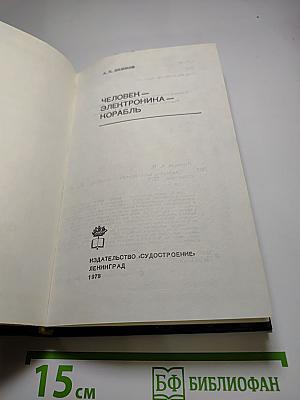 ЧЕЛОВЕК—
ЭЛЕКТРОНИКА—
КОРАБЛЬ
ИЗДАТЕЛЬСТВО «СУДОСТРОЕНИЕ»
ЛЕНИНГРАД
1978
15 СМ
БФ БИБЛИОФАН